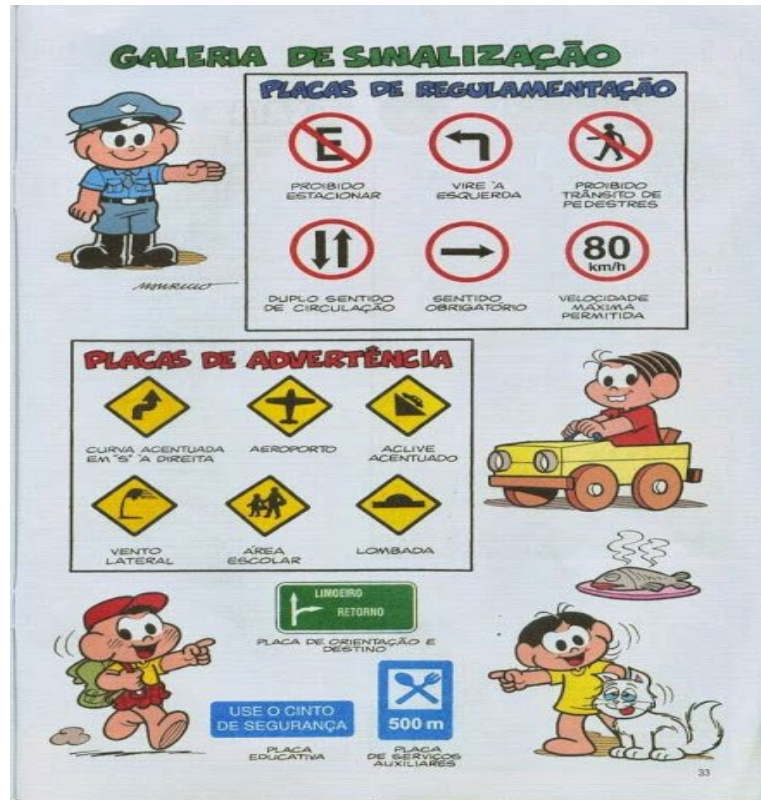 GALERIA DE SINALIZAÇÃO
PLACAS DE REGULAMENTAÇÃO
E
PROIBIDO
ESTACIONAR
VIRE À
ESQUERDA
PROIBIDO
TRÂNSITO DE
PEDESTRES
80
km/h
DUPLO SENTIDO
DE CIRCULAÇÃO
SENTIDO
OBRIGATÓRIO
VELOCIDADE
MÁXIMA
PERMITIDA
MAURICIO
PLACAS DE ADVERTÊNCIA
CURVA ACENTUADA
EM "S" À DIREITA
AEROPORTO
ACLIVE
ACENTUADO
VENTO
LATERAL
ÁREA
ESCOLAR
LOMBADA
LIMOEIRO
RETORNO
PLACA DE ORIENTAÇÃO E
DESTINO
USE O CINTO
DE SEGURANÇA
PLACA
EDUCATIVA
500 m
PLACA
DE SERVIÇOS
AUXILIARES
33